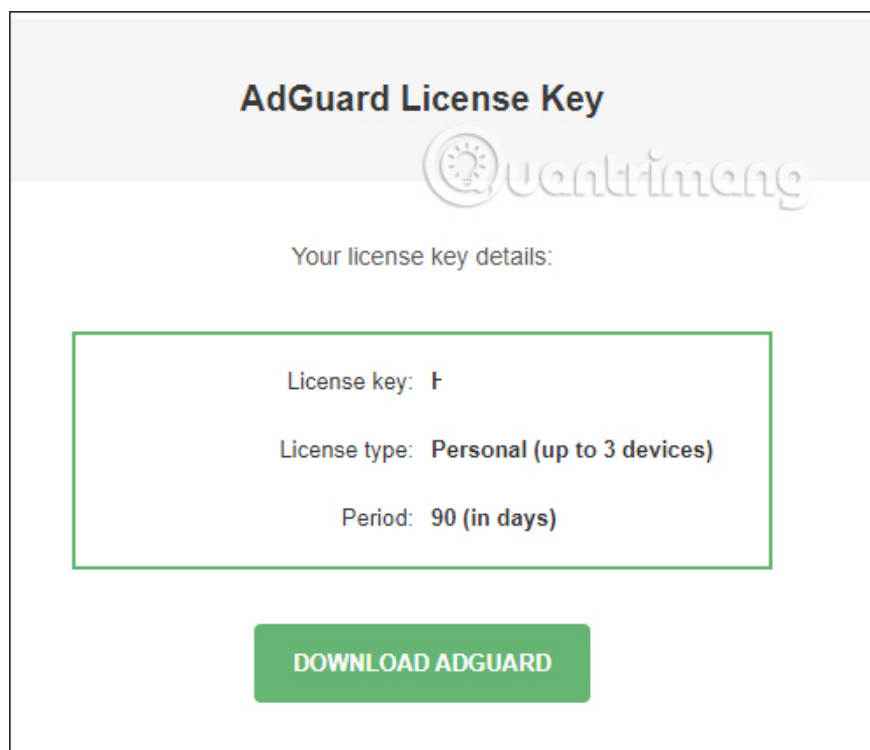 AdGuard License Key
Quantrimang
Your license key details:
License key:
License type: Personal (up to 3 devices)
Period: 90 (in days)
DOWNLOAD ADGUARD